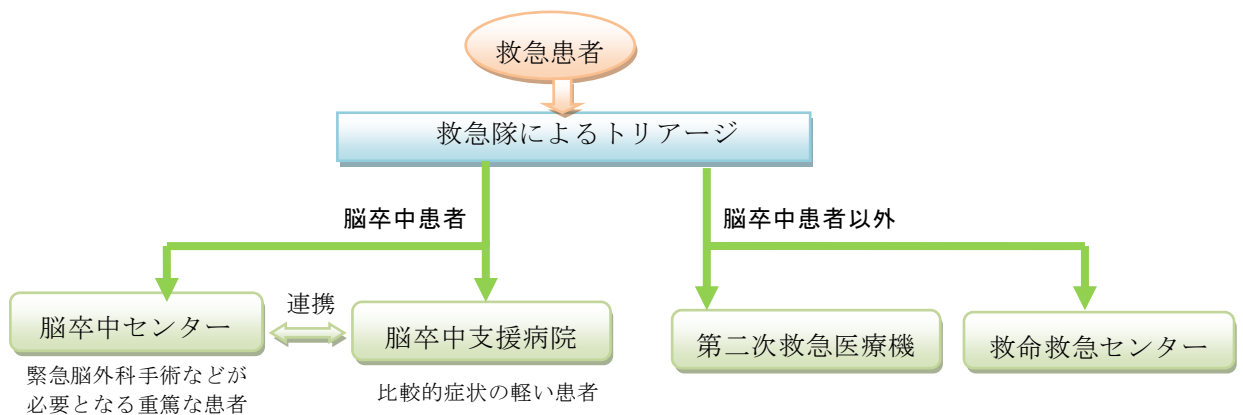 救急患者
救急隊によるトリアージ
脳卒中患者
脳卒中患者以外
脳卒中センター
連携
脳卒中支援病院
第二次救急医療機
救命救急センター
緊急脳外科手術などが
必要となる重篤な患者
比較的症状の軽い患者